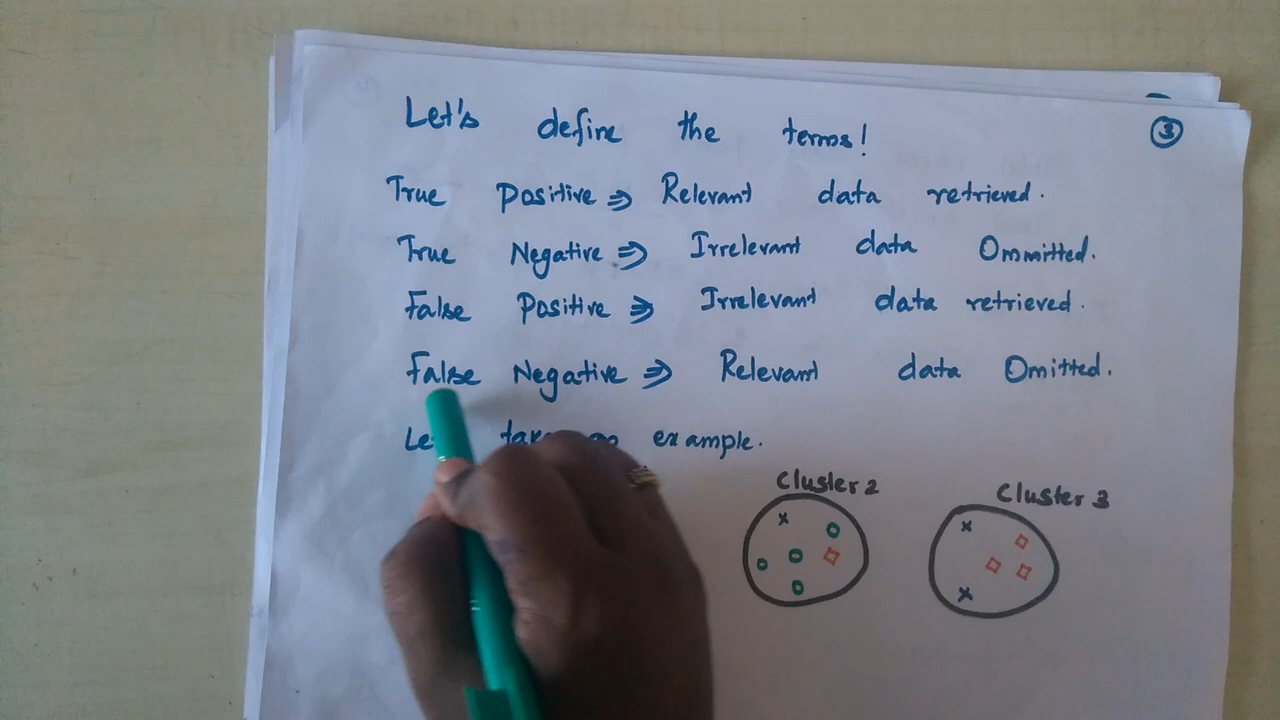 Let's define the terms! ③
True Positive ⇒ Relevant data retrieved.
True Negative ⇒ Irrelevant data Ommitted.
False Positive ⇒ Irrelevant data retrieved.
False Negative ⇒ Relevant data Omitted.
example.
Cluster 2 Cluster 3